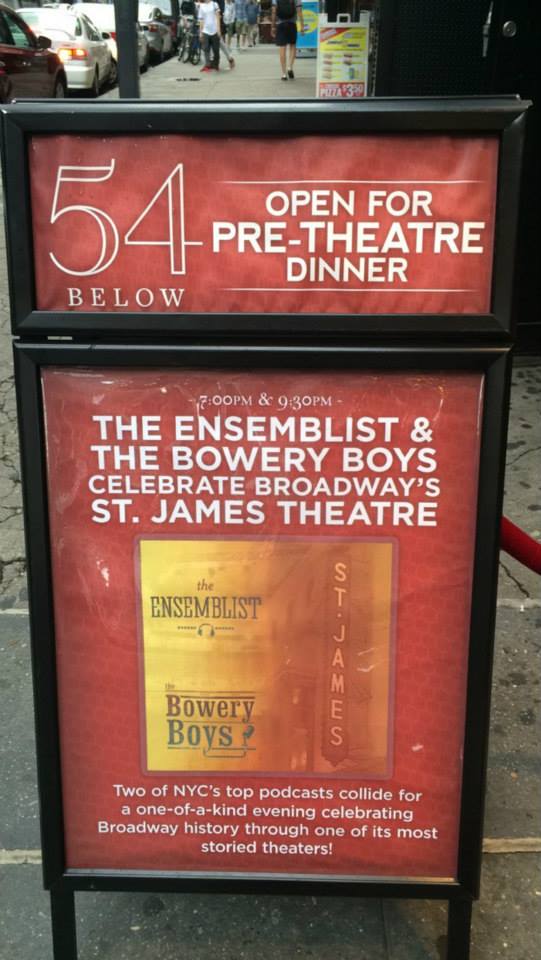 PIZZA $3.50
54
BELOW
OPEN FOR
PRE-THEATRE
DINNER
- 7:00PM & 9:30PM -
THE ENSEMBLIST &
THE BOWERY BOYS
CELEBRATE BROADWAY'S
ST. JAMES THEATRE
the
ENSEMBLIST
the
Bowery
Boys
ST. JAMES
Two of NYC's top podcasts collide for
a one-of-a-kind evening celebrating
Broadway history through one of its most
storied theaters!